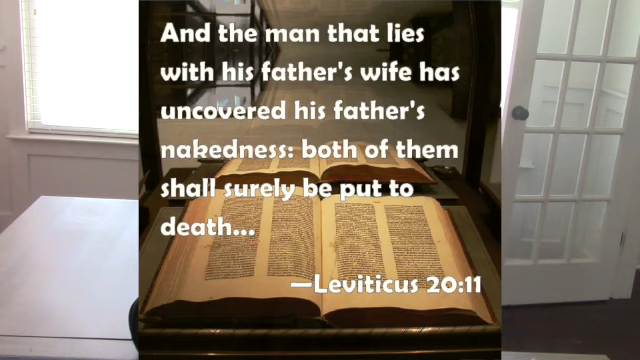 And the man that lies
with his father's wife has
uncovered his father's
nakedness: both of them
shall surely be put to
death...
—Leviticus 20:11